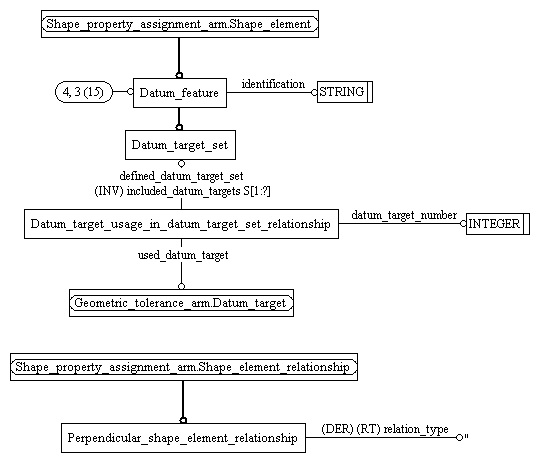 Shape_property_assignment_arm.Shape_element
4, 3 (15)
Datum_feature
identification
STRING
Datum_target_set
defined_datum_target_set
(INV) included_datum_targets S[1:?]
Datum_target_usage_in_datum_target_set_relationship
datum_target_number
INTEGER
used_datum_target
Geometric_tolerance_arm.Datum_target
Shape_property_assignment_arm.Shape_element_relationship
Perpendicular_shape_element_relationship
(DER) (RT) relation_type
"